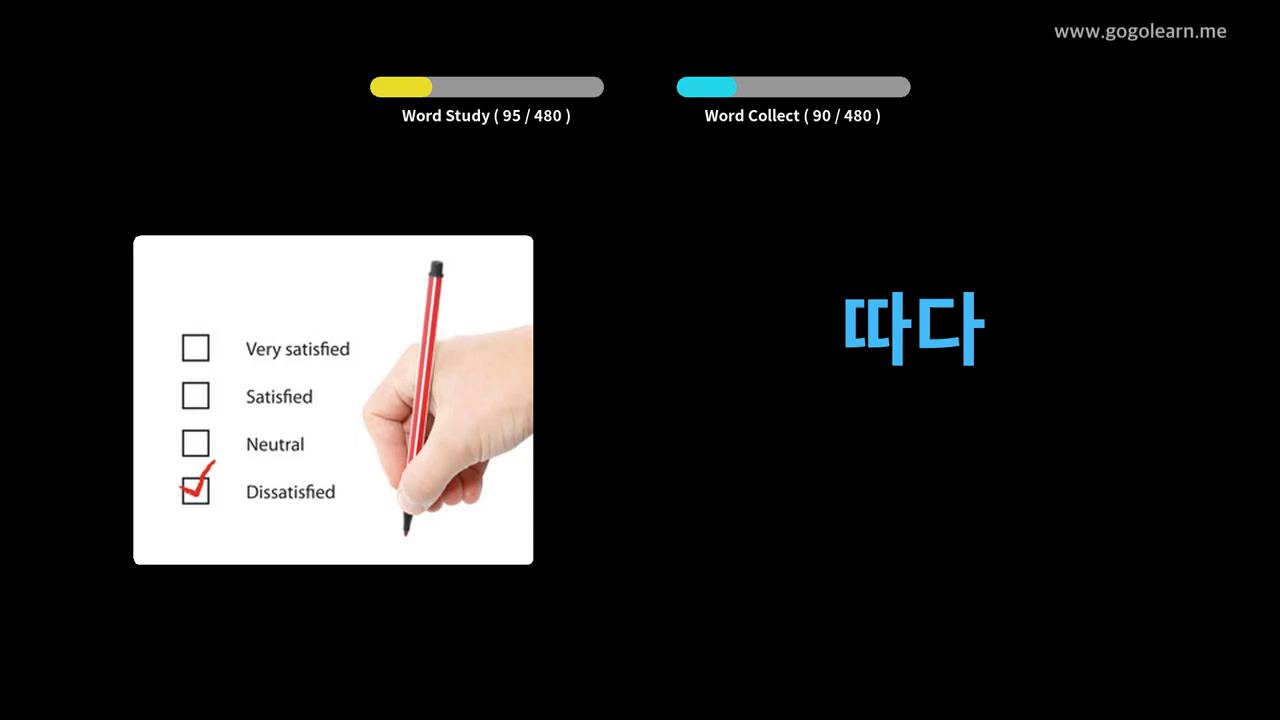 www.gogolearn.me
Word Study ( 95 / 480 )
Word Collect ( 90 / 480 )
Very satisfied
Satisfied
Neutral
Dissatisfied
따다